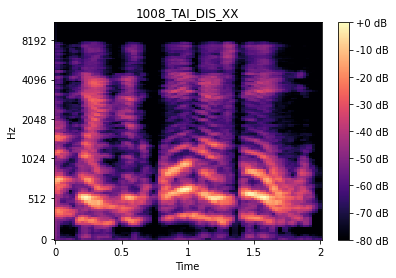 1008_TAI_DIS_XX
+0 dB
8192
-10 dB
4096
-20 dB
-30 dB
2048
Hz
-40 dB
1024
-50 dB
512
-60 dB
-70 dB
0
-80 dB
0 0.5 1 1.5 2
Time